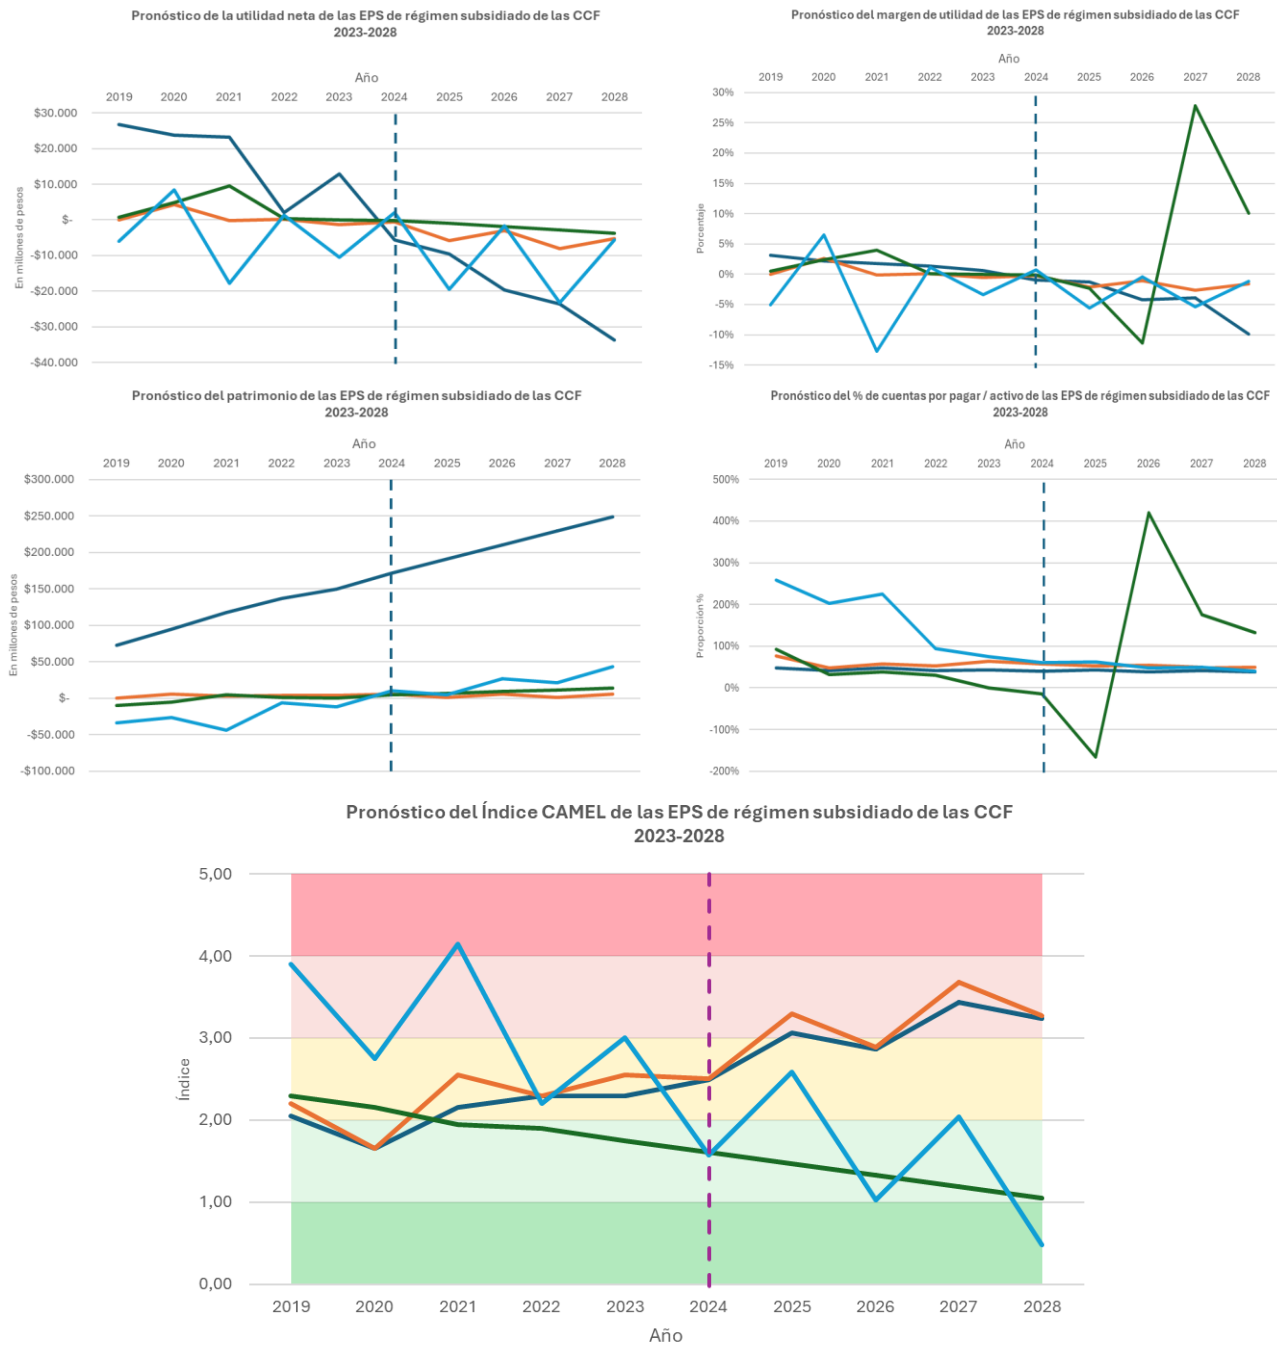 Pronóstico de la utilidad neta de las EPS de régimen subsidiado de las CCF
2023-2028
Año
2019 2020 2021 2022 2023 2024 2025 2026 2027 2028
$30.000
$20.000
$10.000
$-
-$10.000
-$20.000
-$30.000
-$40.000
En millones de pesos
Pronóstico del margen de utilidad de las EPS de régimen subsidiado de las CCF
2023-2028
Año
2019 2020 2021 2022 2023 2024 2025 2026 2027 2028
30%
25%
20%
15%
10%
5%
0%
-5%
-10%
-15%
Porcentaje
Pronóstico del patrimonio de las EPS de régimen subsidiado de las CCF
2023-2028
Año
2019 2020 2021 2022 2023 2024 2025 2026 2027 2028
$300.000
$250.000
$200.000
$150.000
$100.000
$50.000
$-
-$50.000
-$100.000
En millones de pesos
Pronóstico del % de cuentas por pagar / activo de las EPS de régimen subsidiado de las CCF
2023-2028
Año
2019 2020 2021 2022 2023 2024 2025 2026 2027 2028
500%
400%
300%
200%
100%
0%
-100%
-200%
Proporción %
Pronóstico del Índice CAMEL de las EPS de régimen subsidiado de las CCF
2023-2028
5,00
4,00
3,00
2,00
1,00
0,00
Índice
2019 2020 2021 2022 2023 2024 2025 2026 2027 2028
Año